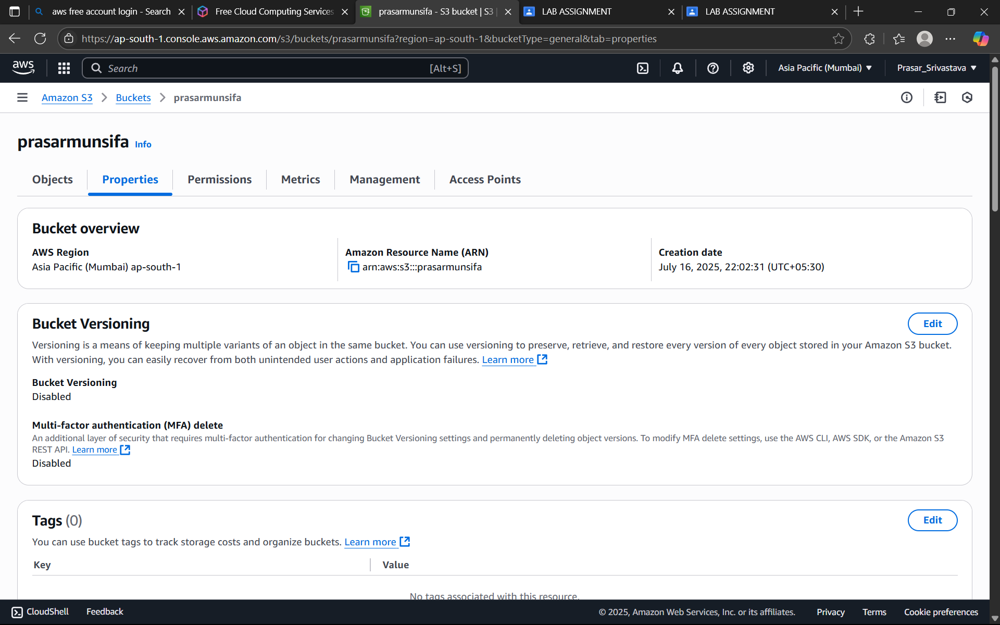 aws free account login - Search
Free Cloud Computing Services
prasarmunsifa - S3 bucket | S3 |
LAB ASSIGNMENT
LAB ASSIGNMENT
https://ap-south-1.console.aws.amazon.com/s3/buckets/prasarmunsifa?region=ap-south-1&bucketType=general&tab=properties
aws
Search [Alt+S]
Asia Pacific (Mumbai)
Prasar_Srivastava
Amazon S3 > Buckets > prasarmunsifa
prasarmunsifa Info
Objects
Properties
Permissions
Metrics
Management
Access Points
Bucket overview
AWS Region
Asia Pacific (Mumbai) ap-south-1
Amazon Resource Name (ARN)
arn:aws:s3:::prasarmunsifa
Creation date
July 16, 2025, 22:02:31 (UTC+05:30)
Bucket Versioning
Edit
Versioning is a means of keeping multiple variants of an object in the same bucket. You can use versioning to preserve, retrieve, and restore every version of every object stored in your Amazon S3 bucket.
With versioning, you can easily recover from both unintended user actions and application failures. Learn more
Bucket Versioning
Disabled
Multi-factor authentication (MFA) delete
An additional layer of security that requires multi-factor authentication for changing Bucket Versioning settings and permanently deleting object versions. To modify MFA delete settings, use the AWS CLI, AWS SDK, or the Amazon S3
REST API. Learn more
Disabled
Tags (0)
Edit
You can use bucket tags to track storage costs and organize buckets. Learn more
Key
Value
No tags associated with this resource.
CloudShell
Feedback
© 2025, Amazon Web Services, Inc. or its affiliates.
Privacy
Terms
Cookie preferences